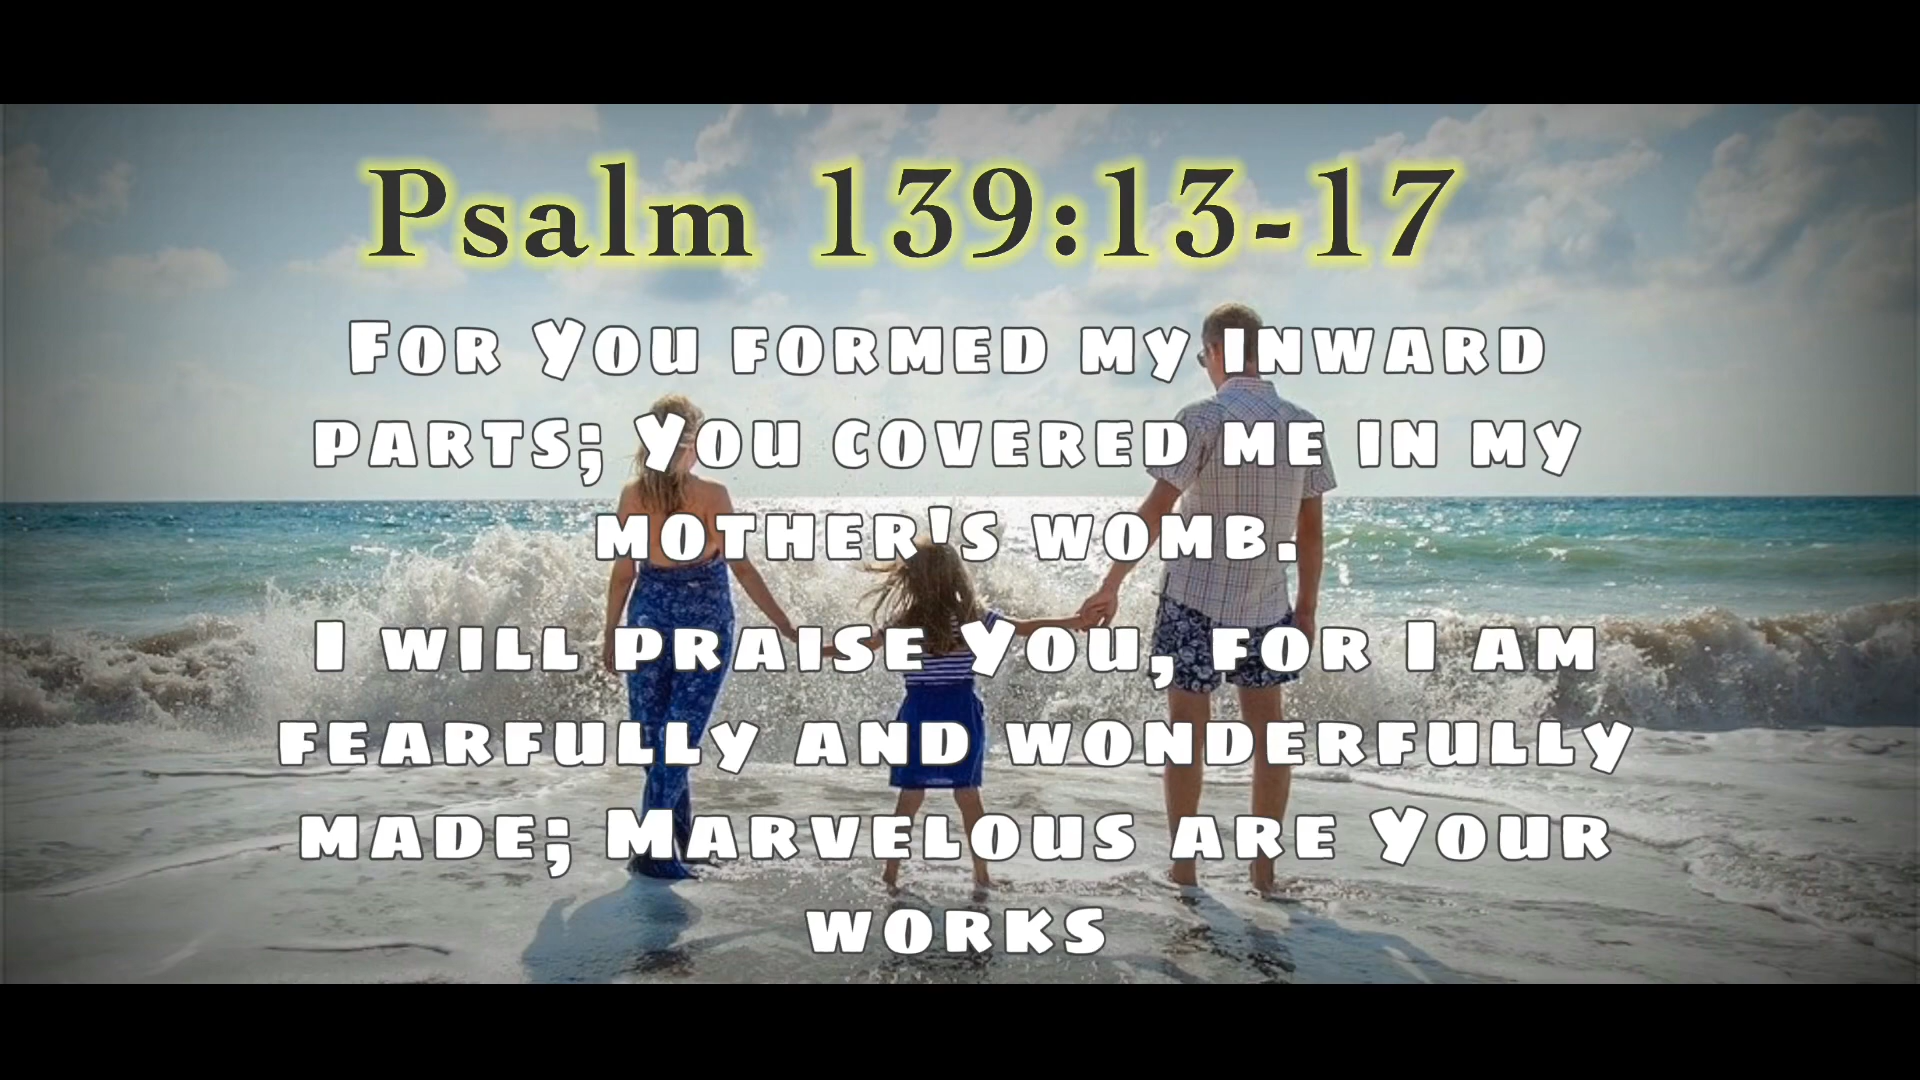 Psalm 139:13-17
For You formed my inward
parts; You covered me in my
mother's womb.
I will praise You, for I am
fearfully and wonderfully
made; Marvelous are Your
works